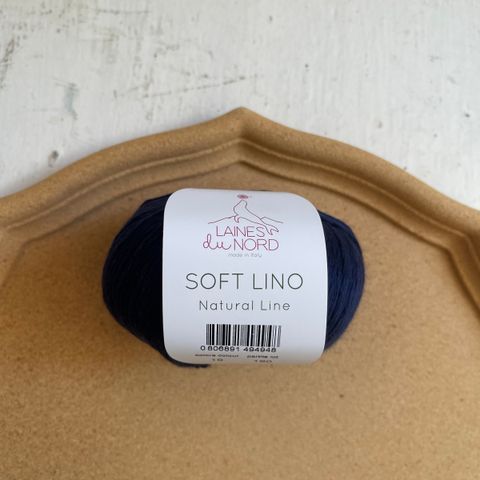 LAINES
du NORD
made in Italy
SOFT LINO
Natural Line
0 806891 494948